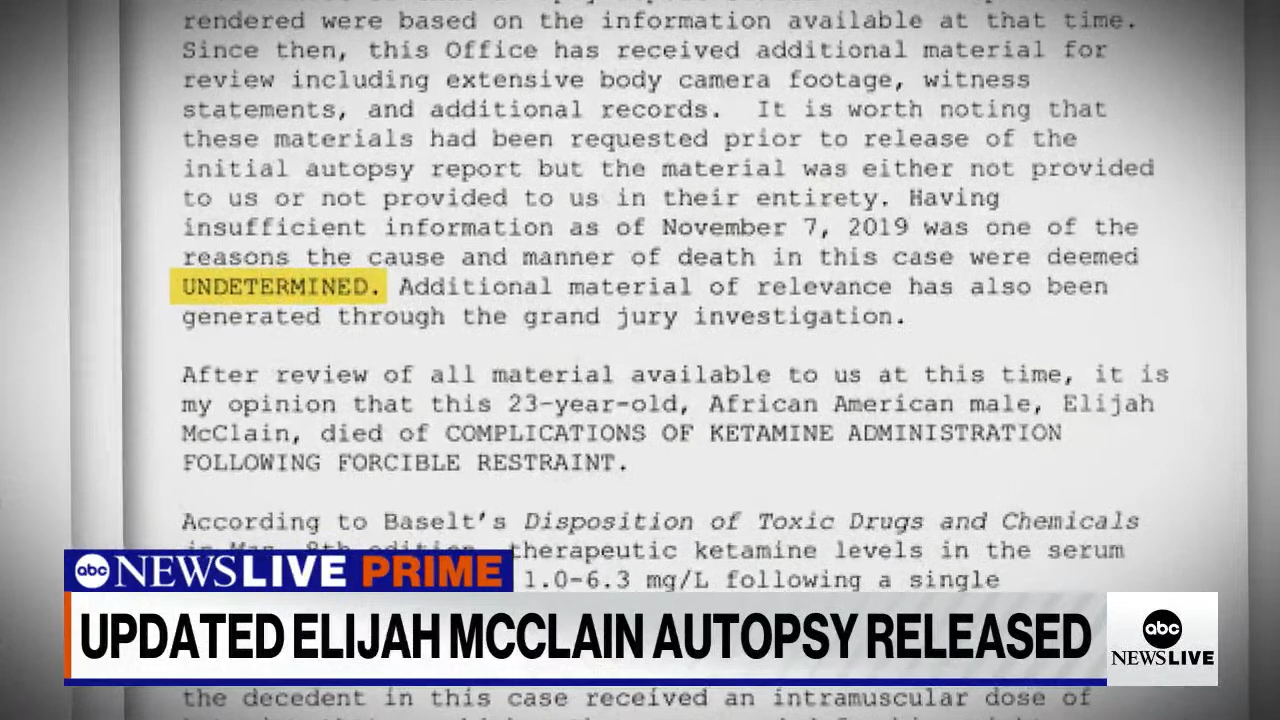 rendered were based on the information available at that time.
Since then, this Office has received additional material for
review including extensive body camera footage, witness
statements, and additional records. It is worth noting that
these materials had been requested prior to release of the
initial autopsy report but the material was either not provided
to us or not provided to us in their entirety. Having
insufficient information as of November 7, 2019 was one of the
reasons the cause and manner of death in this case were deemed
UNDETERMINED. Additional material of relevance has also been
generated through the grand jury investigation.
After review of all material available to us at this time, it is
my opinion that this 23-year-old, African American male, Elijah
McClain, died of COMPLICATIONS OF KETAMINE ADMINISTRATION
FOLLOWING FORCIBLE RESTRAINT.
According to Baselt's Disposition of Toxic Drugs and Chemicals
in Man, 8th edition, therapeutic ketamine levels in the serum
1.0-6.3 mg/L following a single
abc NEWS LIVE PRIME
UPDATED ELIJAH MCCLAIN AUTOPSY RELEASED
abc
NEWS LIVE
the decedent in this case received an intramuscular dose of